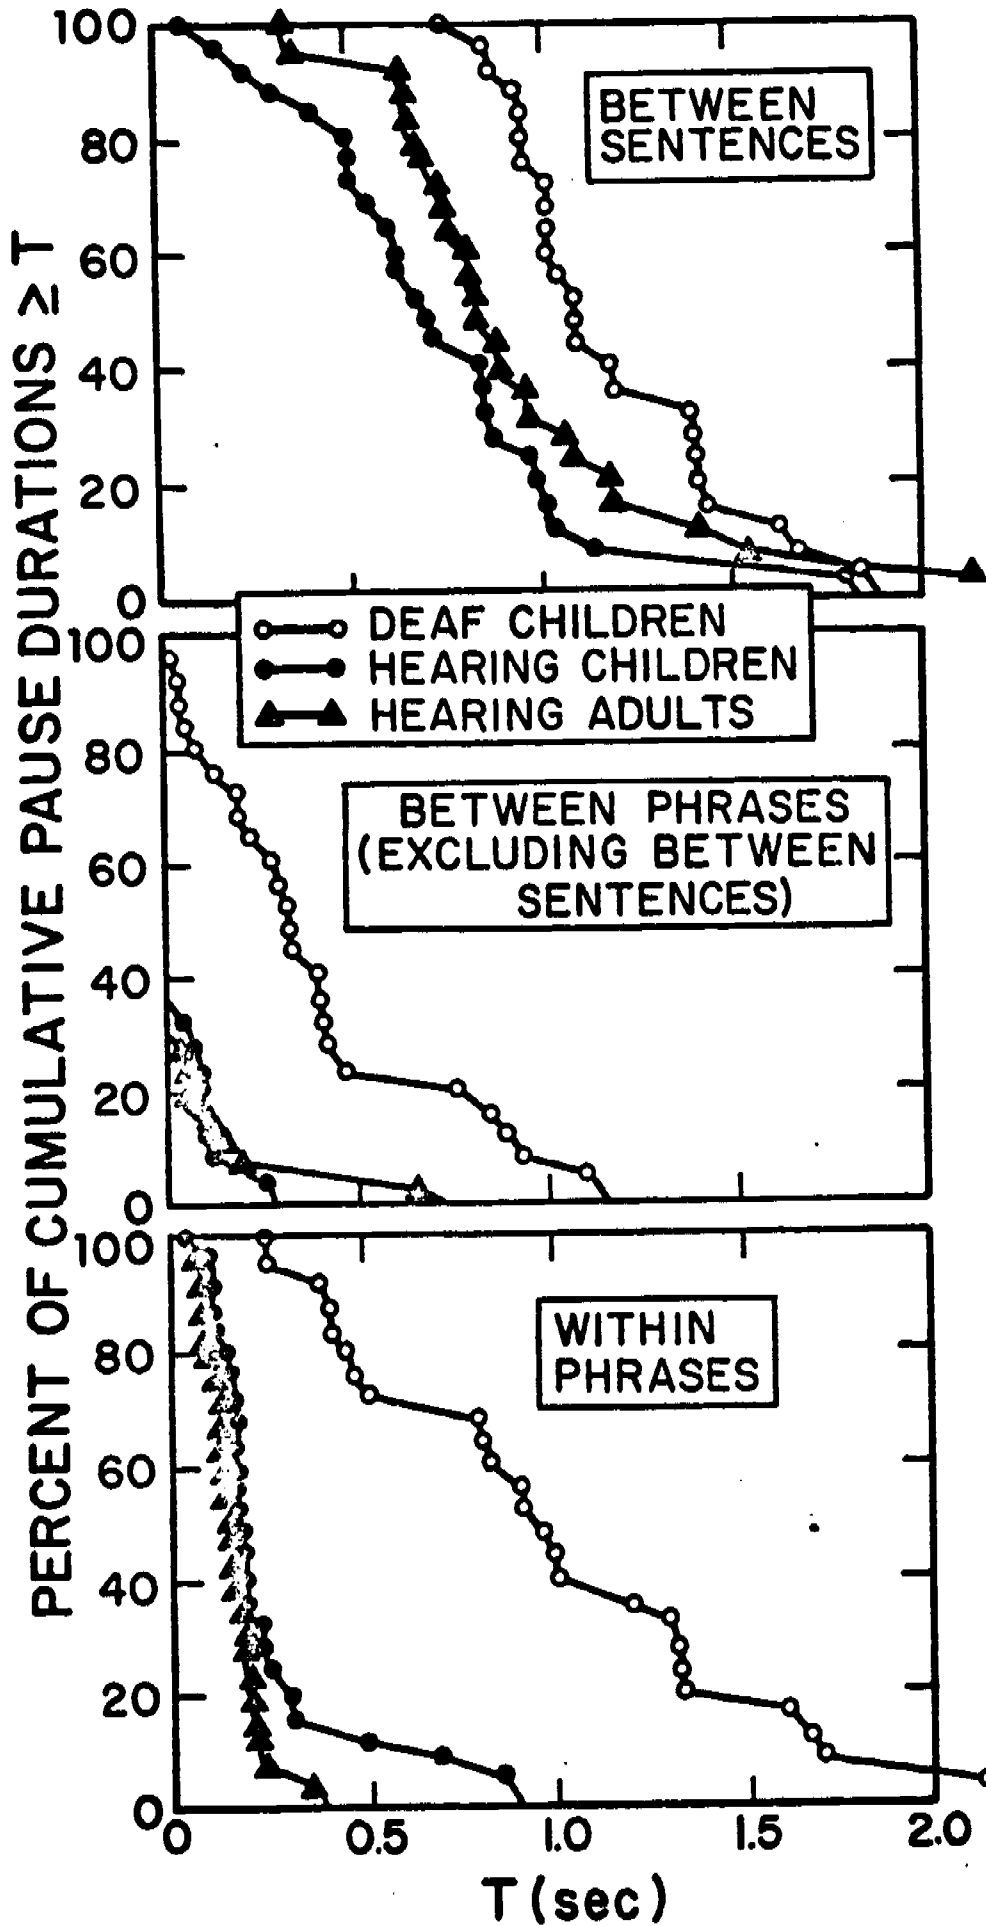 PERCENT OF CUMULATIVE PAUSE DURATIONS ≥ T
100
80
60
40
20
0
BETWEEN
SENTENCES
DEAF CHILDREN
HEARING CHILDREN
HEARING ADULTS
100
80
60
40
20
0
BETWEEN PHRASES
(EXCLUDING BETWEEN
SENTENCES)
100
80
60
40
20
0
WITHIN
PHRASES
0 0.5 1.0 1.5 2.0
T (sec)